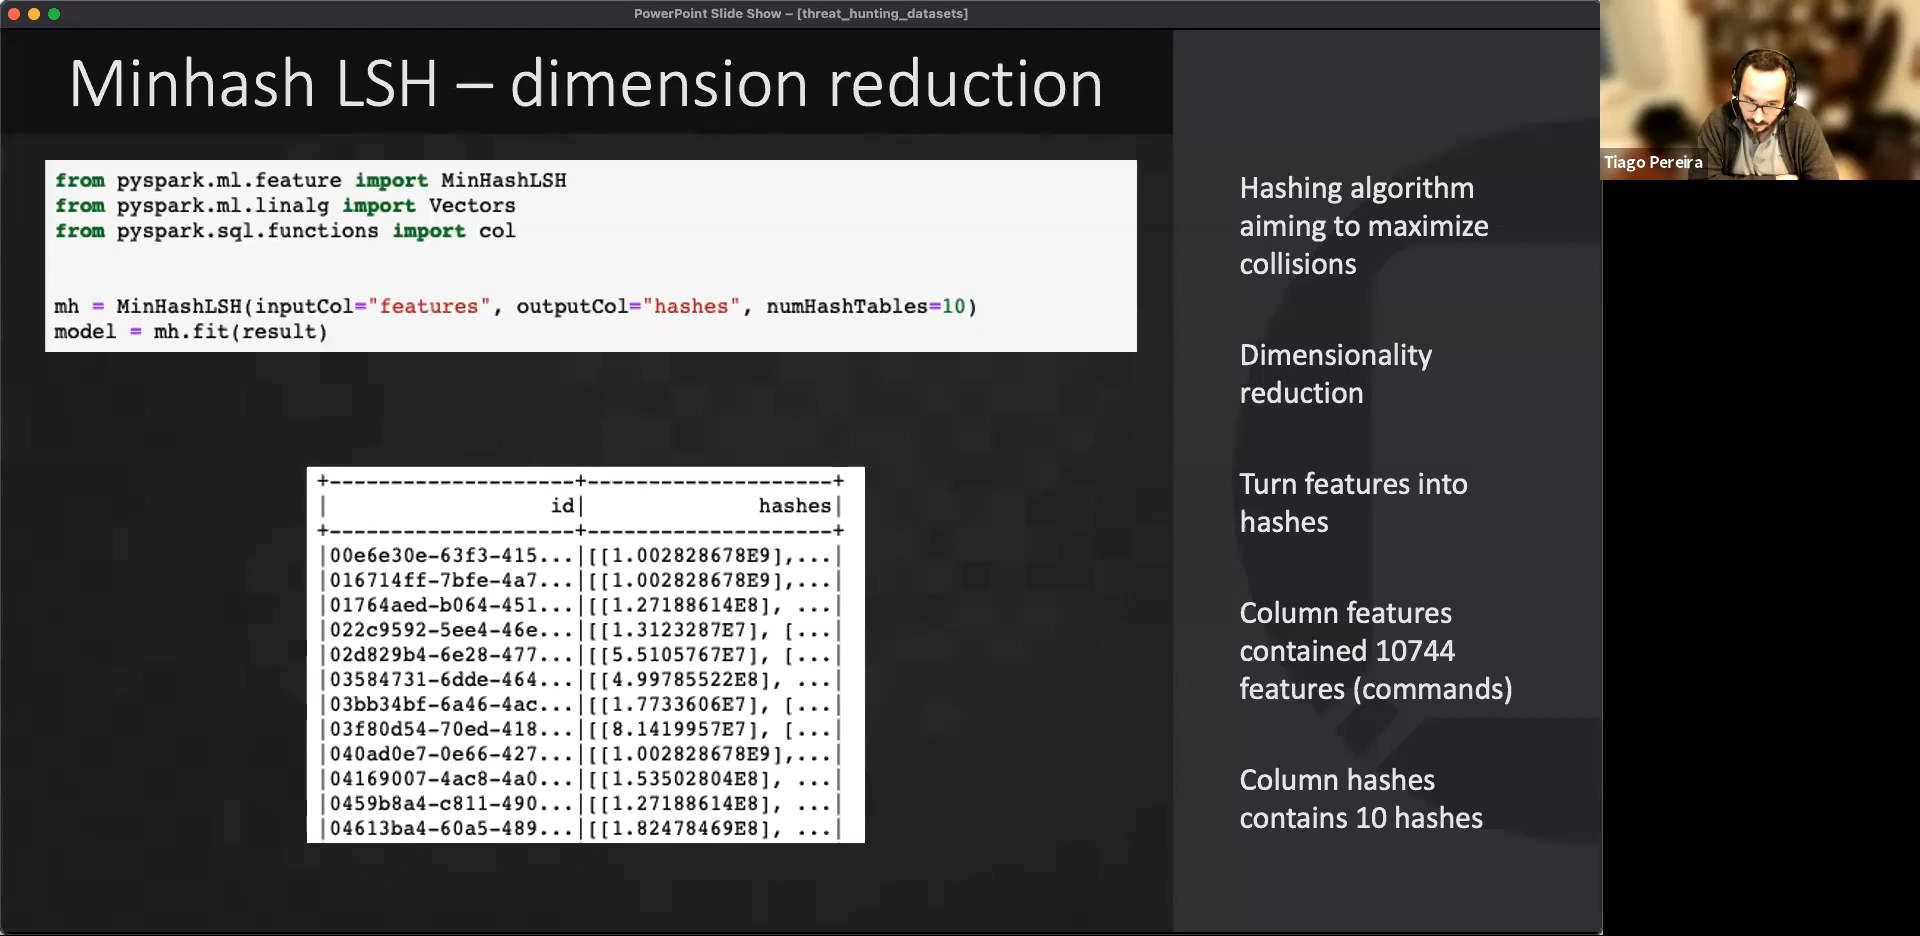 PowerPoint Slide Show – [threat_hunting_datasets]
Minhash LSH – dimension reduction
from pyspark.ml.feature import MinHashLSH
from pyspark.ml.linalg import Vectors
from pyspark.sql.functions import col
mh = MinHashLSH(inputCol="features", outputCol="hashes", numHashTables=10)
model = mh.fit(result)
+--------------------+--------------------+
|                  id|              hashes|
+--------------------+--------------------+
|00e6e30e-63f3-415...|[[1.002828678E9],...|
|016714ff-7bfe-4a7...|[[1.002828678E9],...|
|01764aed-b064-451...|[[1.27188614E8], ...|
|022c9592-5ee4-46e...|[[1.3123287E7], [...|
|02d829b4-6e28-477...|[[5.5105767E7], [...|
|03584731-6dde-464...|[[4.99785522E8], ...|
|03bb34bf-6a46-4ac...|[[1.7733606E7], [...|
|03f80d54-70ed-418...|[[8.1419957E7], [...|
|040ad0e7-0e66-427...|[[1.002828678E9],...|
|04169007-4ac8-4a0...|[[1.53502804E8], ...|
|0459b8a4-c811-490...|[[1.27188614E8], ...|
|04613ba4-60a5-489...|[[1.82478469E8], ...|
Hashing algorithm
aiming to maximize
collisions
Dimensionality
reduction
Turn features into
hashes
Column features
contained 10744
features (commands)
Column hashes
contains 10 hashes
Tiago Pereira